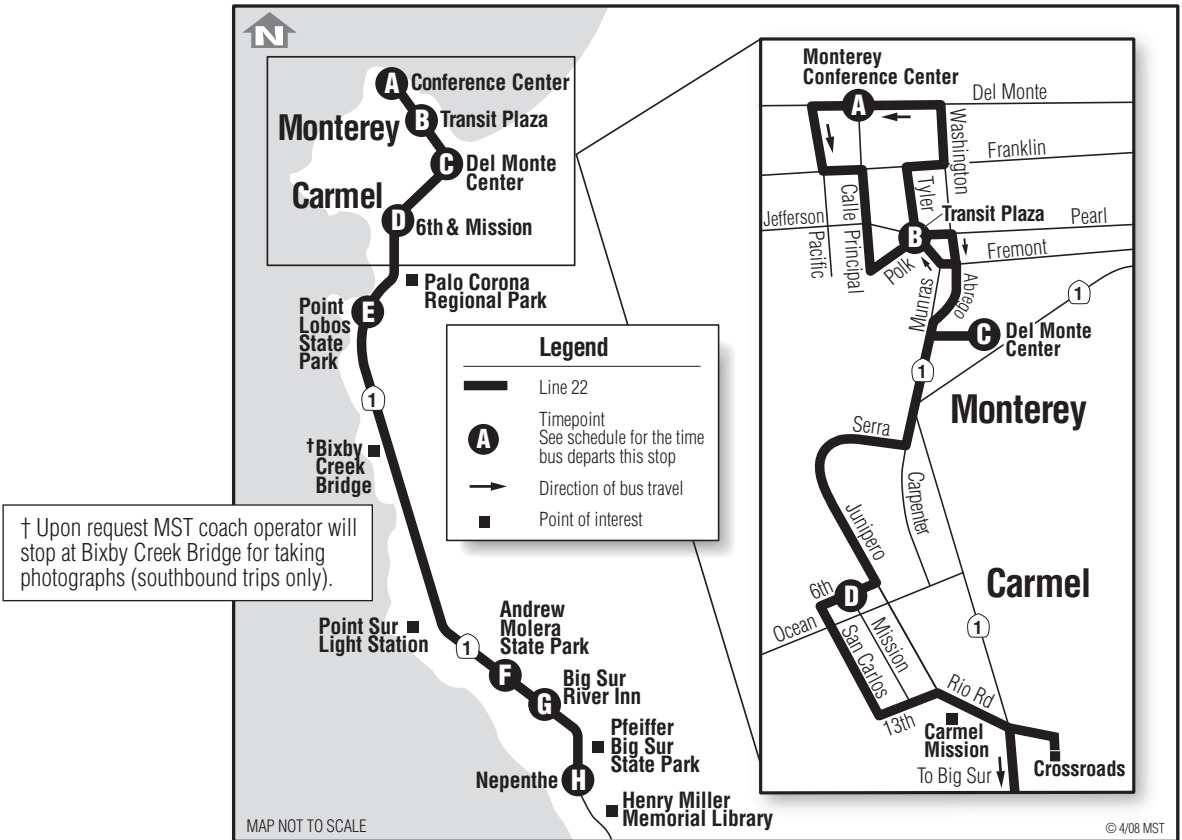 N
A Conference Center
Monterey
B Transit Plaza
C Del Monte
Center
Carmel
D 6th & Mission
Palo Corona
Regional Park
Point
Lobos
State
Park
E
1
†Bixby
Creek
Bridge
† Upon request MST coach operator will
stop at Bixby Creek Bridge for taking
photographs (southbound trips only).
Point Sur
Light Station
1
Andrew
Molera
State Park
F
Big Sur
River Inn
G
Pfeiffer
Big Sur
State Park
Nepenthe H
Henry Miller
Memorial Library
MAP NOT TO SCALE
Legend
Line 22
A
Timepoint
See schedule for the time
bus departs this stop
Direction of bus travel
Point of interest
Monterey
Conference Center
A
Del Monte
Washington
Franklin
Tyler
Calle Principal
Pacific
Jefferson
Transit Plaza
B
Pearl
Fremont
Polk
Munras
Abrego
1
C Del Monte
Center
1
Monterey
Serra
Carpenter
Junipero
Carmel
6th
D
Ocean
Mission
San Carlos
1
13th
Rio Rd
Carmel
Mission
To Big Sur
Crossroads
© 4/08 MST